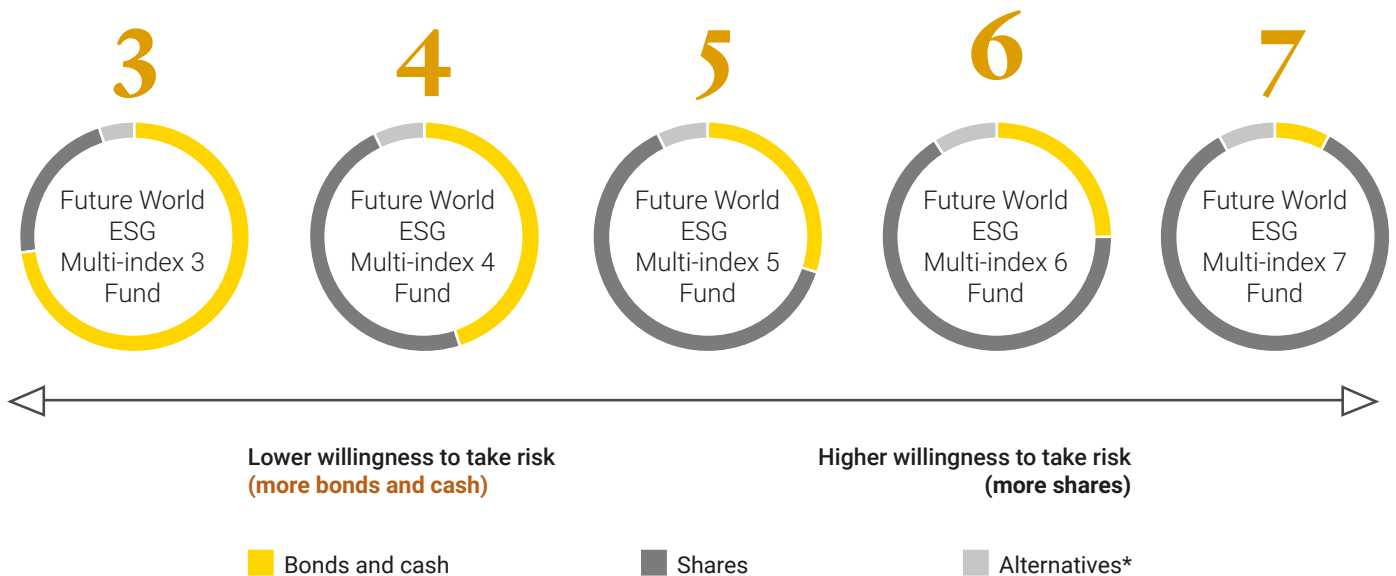 3
4
5
6
7
Future World
ESG
Multi-index 3
Fund
Future World
ESG
Multi-index 4
Fund
Future World
ESG
Multi-index 5
Fund
Future World
ESG
Multi-index 6
Fund
Future World
ESG
Multi-index 7
Fund
Lower willingness to take risk
(more bonds and cash)
Higher willingness to take risk
(more shares)
Bonds and cash
Shares
Alternatives*